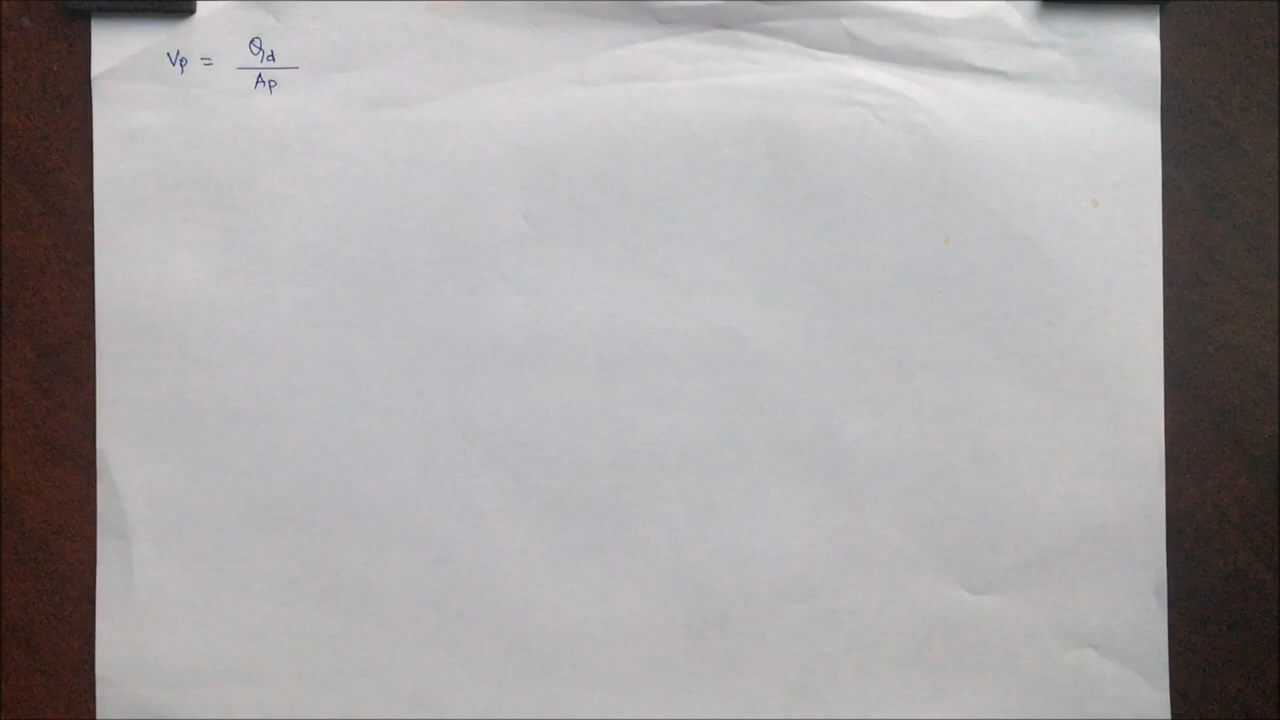 Vp = Qd / Ap